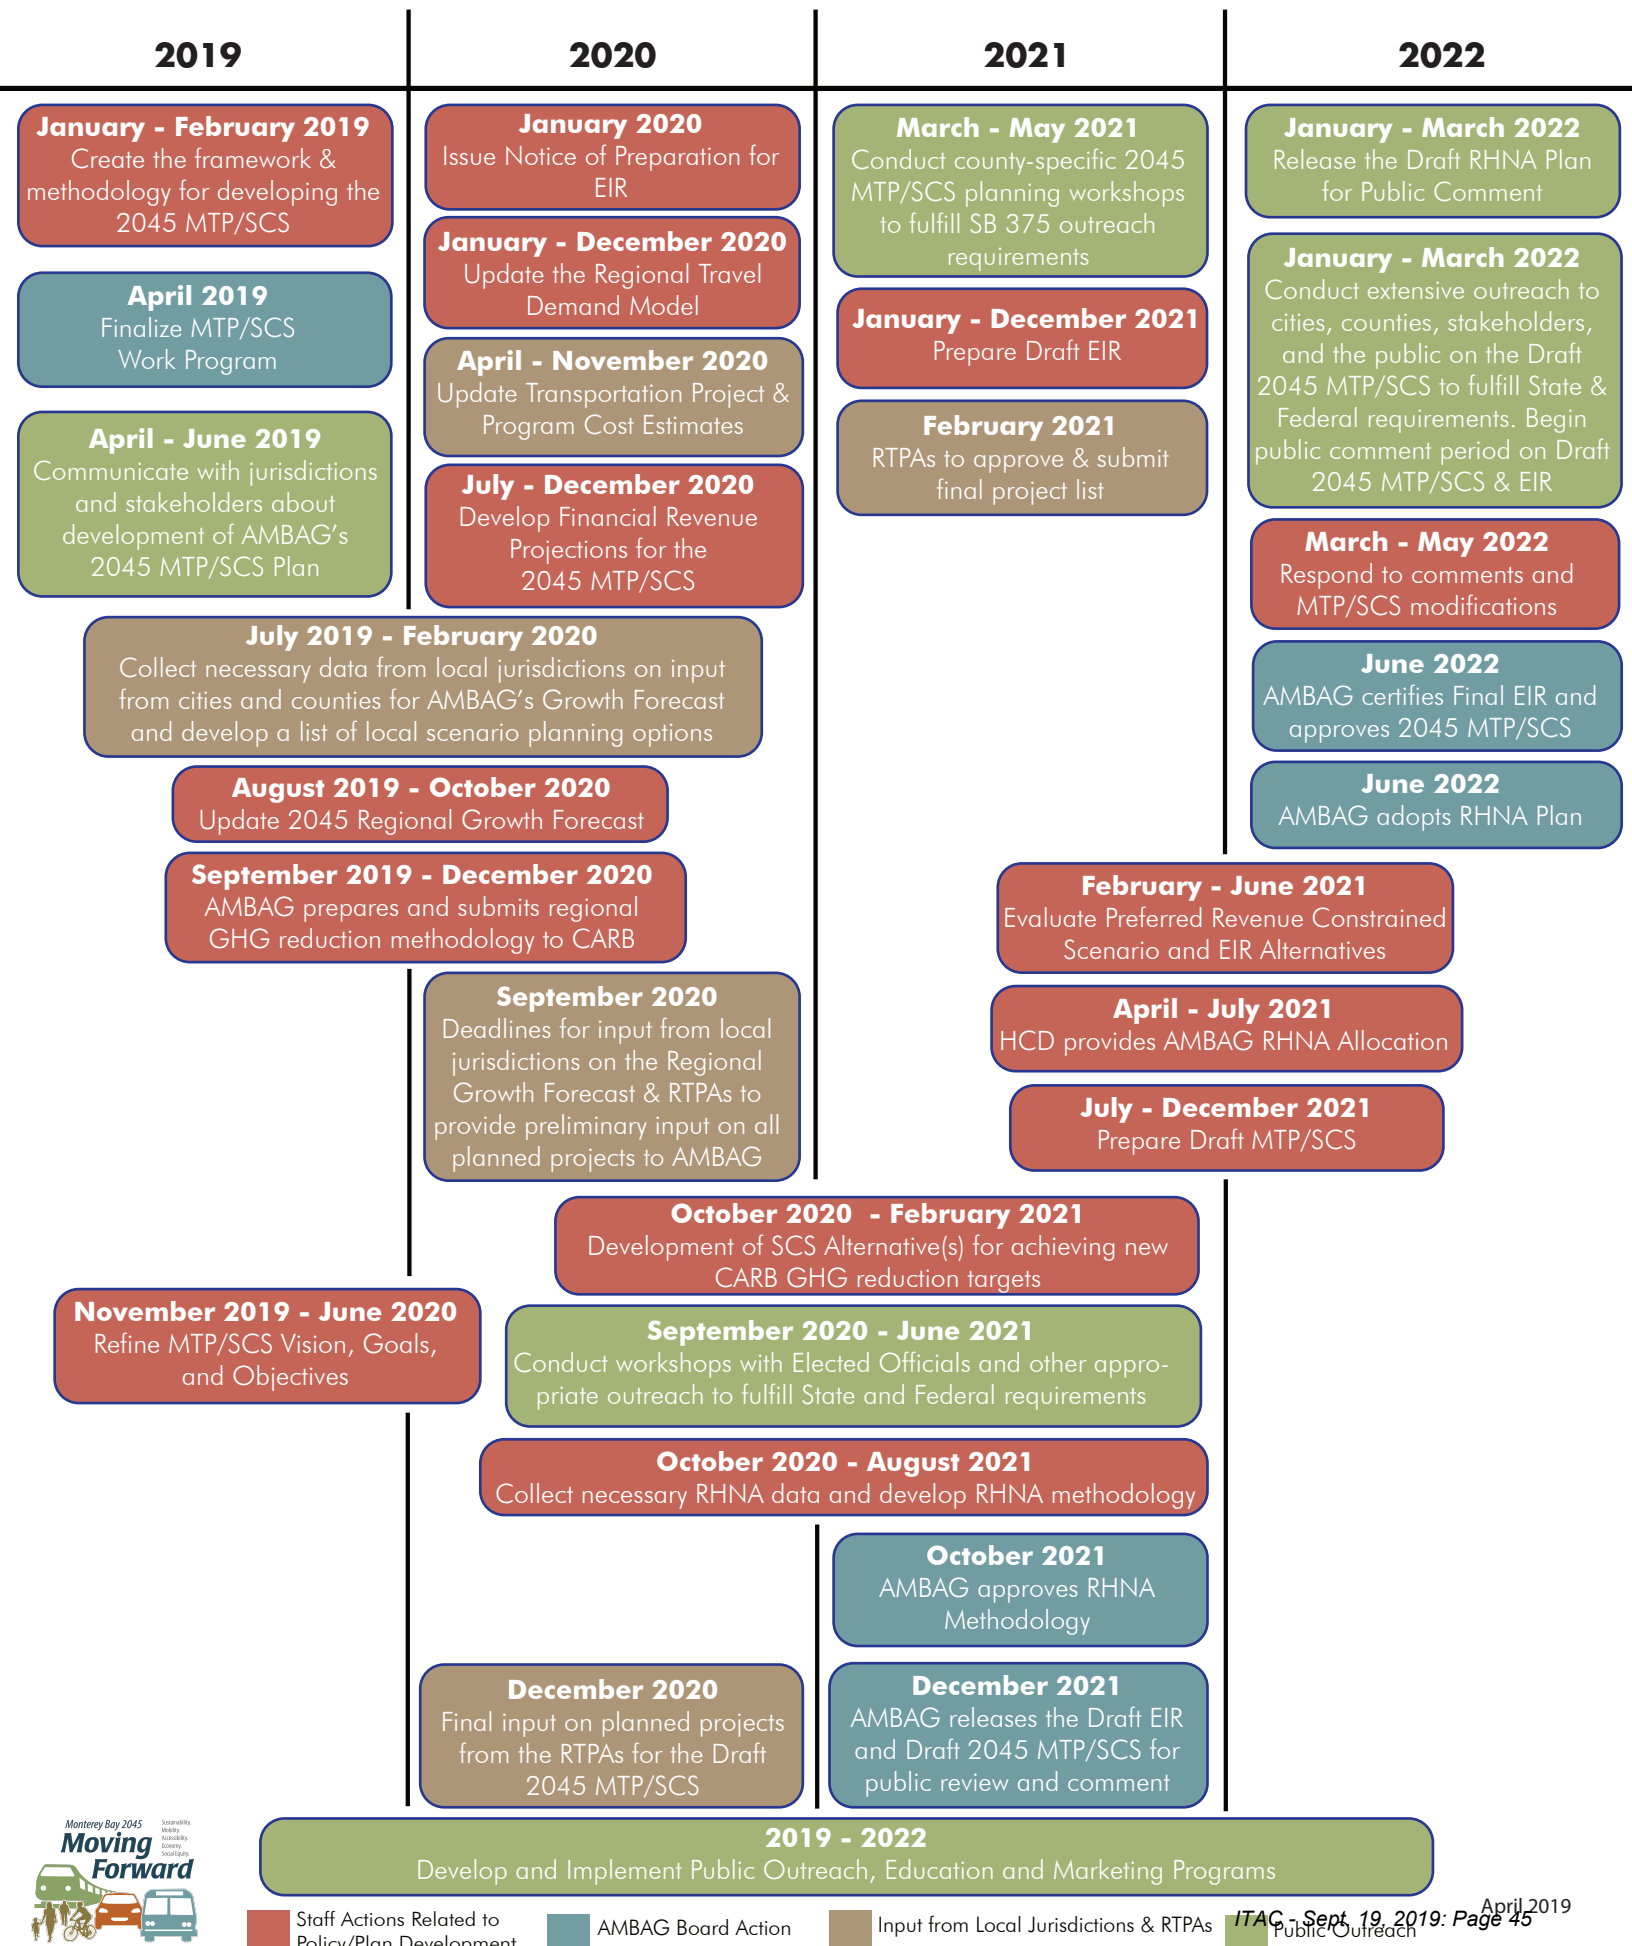 2019
2020
2021
2022
January - February 2019
Create the framework &
methodology for developing the
2045 MTP/SCS
April 2019
Finalize MTP/SCS
Work Program
April - June 2019
Communicate with jurisdictions
and stakeholders about
development of AMBAG’s
2045 MTP/SCS Plan
January 2020
Issue Notice of Preparation for
EIR
January - December 2020
Update the Regional Travel
Demand Model
April - November 2020
Update Transportation Project &
Program Cost Estimates
July - December 2020
Develop Financial Revenue
Projections for the
2045 MTP/SCS
March - May 2021
Conduct county-specific 2045
MTP/SCS planning workshops
to fulfill SB 375 outreach
requirements
January - December 2021
Prepare Draft EIR
February 2021
RTPAs to approve & submit
final project list
January - March 2022
Release the Draft RHNA Plan
for Public Comment
January - March 2022
Conduct extensive outreach to
cities, counties, stakeholders,
and the public on the Draft
2045 MTP/SCS to fulfill State &
Federal requirements. Begin
public comment period on Draft
2045 MTP/SCS & EIR
March - May 2022
Respond to comments and
MTP/SCS modifications
June 2022
AMBAG certifies Final EIR and
approves 2045 MTP/SCS
June 2022
AMBAG adopts RHNA Plan
July 2019 - February 2020
Collect necessary data from local jurisdictions on input
from cities and counties for AMBAG’s Growth Forecast
and develop a list of local scenario planning options
August 2019 - October 2020
Update 2045 Regional Growth Forecast
September 2019 - December 2020
AMBAG prepares and submits regional
GHG reduction methodology to CARB
February - June 2021
Evaluate Preferred Revenue Constrained
Scenario and EIR Alternatives
September 2020
Deadlines for input from local
jurisdictions on the Regional
Growth Forecast & RTPAs to
provide preliminary input on all
planned projects to AMBAG
April - July 2021
HCD provides AMBAG RHNA Allocation
July - December 2021
Prepare Draft MTP/SCS
October 2020 - February 2021
Development of SCS Alternative(s) for achieving new
CARB GHG reduction targets
November 2019 - June 2020
Refine MTP/SCS Vision, Goals,
and Objectives
September 2020 - June 2021
Conduct workshops with Elected Officials and other appro-
priate outreach to fulfill State and Federal requirements
October 2020 - August 2021
Collect necessary RHNA data and develop RHNA methodology
October 2021
AMBAG approves RHNA
Methodology
December 2020
Final input on planned projects
from the RTPAs for the Draft
2045 MTP/SCS
December 2021
AMBAG releases the Draft EIR
and Draft 2045 MTP/SCS for
public review and comment
2019 - 2022
Develop and Implement Public Outreach, Education and Marketing Programs
Monterey Bay 2045
Moving
Forward
Sustainability.
Mobility.
Accessibility.
Economy.
Social Equity.
Staff Actions Related to
Policy/Plan Development
AMBAG Board Action
Input from Local Jurisdictions & RTPAs
Public Outreach
April 2019
ITAC - Sept. 19, 2019: Page 45